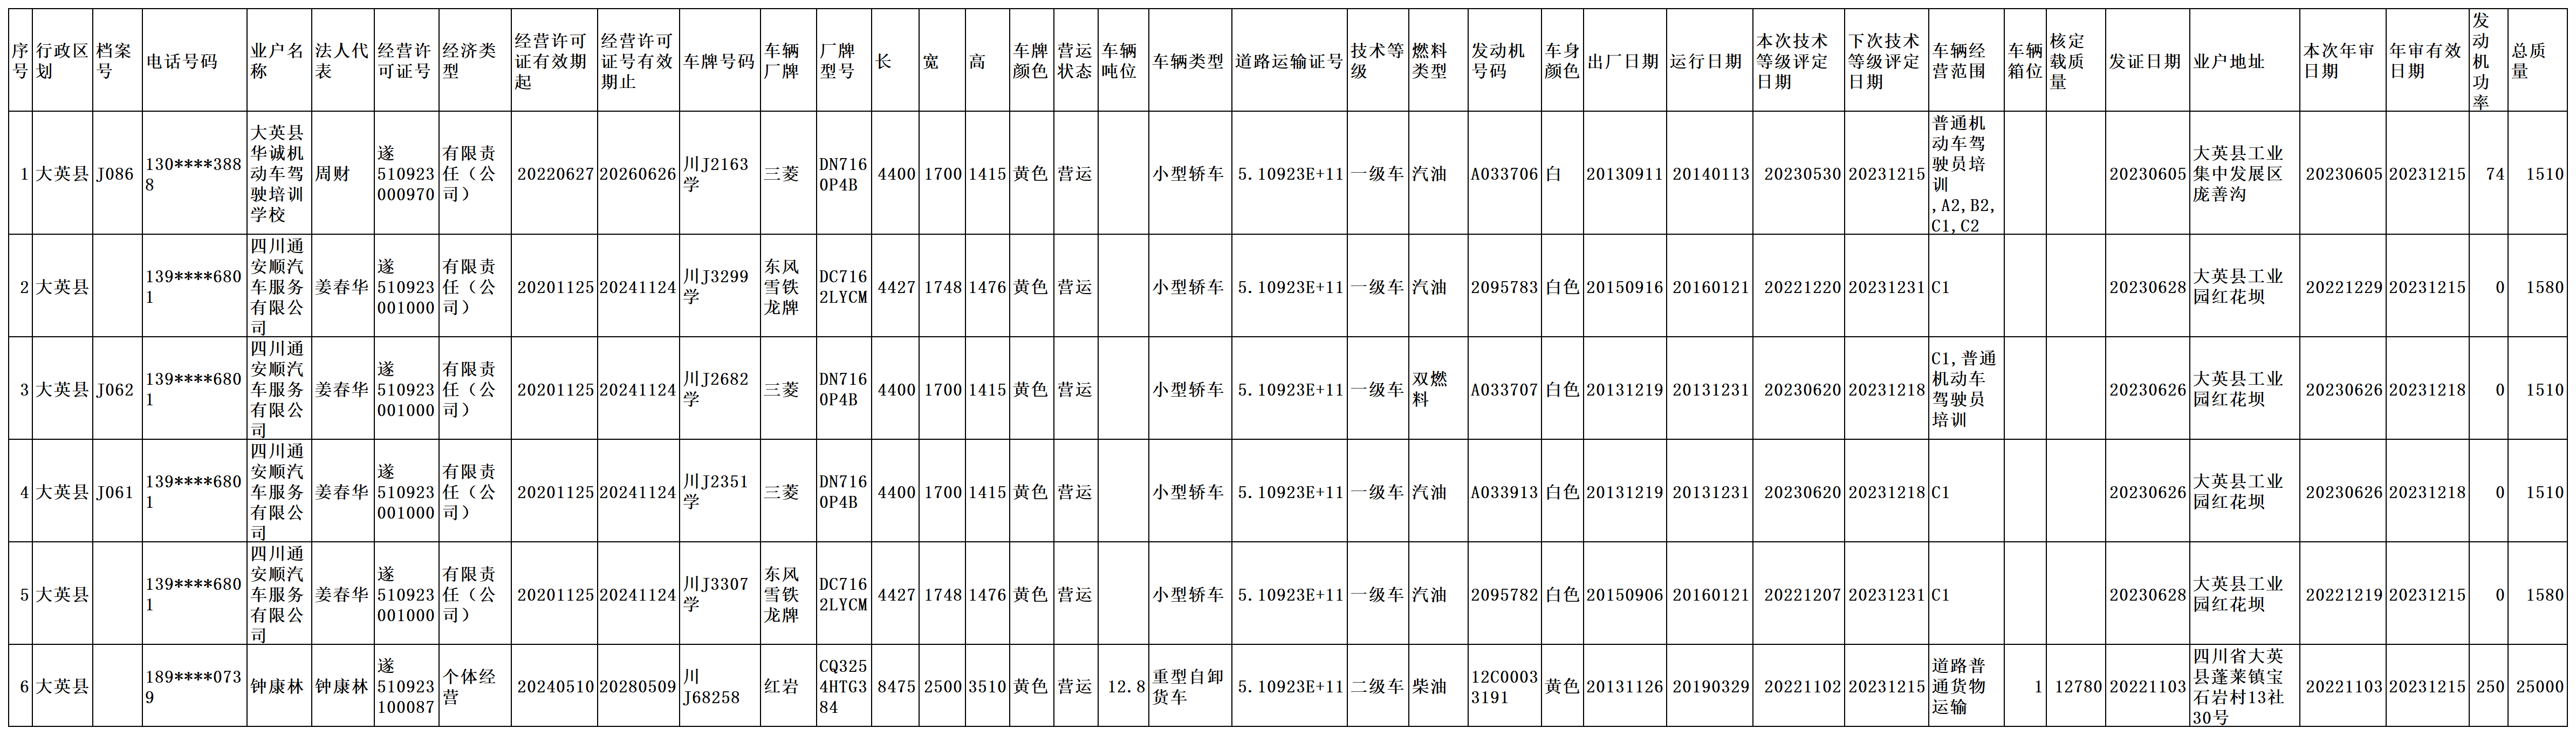 序号 行政区划 档案号 电话号码 业户名称 法人代表 经营许可证号 经济类型 经营许可证有效期起 经营许可证号有效期止 车牌号码 车辆厂牌 厂牌型号 长 宽 高 车牌颜色 营运状态 车辆吨位 车辆类型 道路运输证号 技术等级 燃料类型 发动机号码 车身颜色 出厂日期 运行日期 本次技术等级评定日期 下次技术等级评定日期 车辆经营范围 车辆箱位 核定载质量 发证日期 业户地址 本次年审日期 年审有效日期 发动机功率 总质量
1 大英县 J086 130****3888 大英县华诚机动车驾驶培训学校 周财 遂510923000970 有限责任（公司） 20220627 20260626 川J2163学 三菱 DN7160P4B 4400 1700 1415 黄色 营运 小型轿车 5.10923E+11 一级车 汽油 A033706 白 20130911 20140113 20230530 20231215 普通机动车驾驶员培训,A2,B2,C1,C2 20230605 大英县工业集中发展区庞善沟 20230605 20231215 74 1510
2 大英县 139****6801 四川通安顺汽车服务有限公司 姜春华 遂510923001000 有限责任（公司） 20201125 20241124 川J3299学 东风雪铁龙牌 DC7162LYCM 4427 1748 1476 黄色 营运 小型轿车 5.10923E+11 一级车 汽油 2095783 白色 20150916 20160121 20221220 20231231 C1 20230628 大英县工业园红花坝 20221229 20231215 0 1580
3 大英县 J062 139****6801 四川通安顺汽车服务有限公司 姜春华 遂510923001000 有限责任（公司） 20201125 20241124 川J2682学 三菱 DN7160P4B 4400 1700 1415 黄色 营运 小型轿车 5.10923E+11 一级车 双燃料 A033707 白色 20131219 20131231 20230620 20231218 C1,普通机动车驾驶员培训 20230626 大英县工业园红花坝 20230626 20231218 0 1510
4 大英县 J061 139****6801 四川通安顺汽车服务有限公司 姜春华 遂510923001000 有限责任（公司） 20201125 20241124 川J2351学 三菱 DN7160P4B 4400 1700 1415 黄色 营运 小型轿车 5.10923E+11 一级车 汽油 A033913 白色 20131219 20131231 20230620 20231218 C1 20230626 大英县工业园红花坝 20230626 20231218 0 1510
5 大英县 139****6801 四川通安顺汽车服务有限公司 姜春华 遂510923001000 有限责任（公司） 20201125 20241124 川J3307学 东风雪铁龙牌 DC7162LYCM 4427 1748 1476 黄色 营运 小型轿车 5.10923E+11 一级车 汽油 2095782 白色 20150906 20160121 20221207 20231231 C1 20230628 大英县工业园红花坝 20221219 20231215 0 1580
6 大英县 189****0739 钟康林 钟康林 遂510923100087 个体经营 20240510 20280509 川J68258 红岩 CQ3254HTG384 8475 2500 3510 黄色 营运 12.8 重型自卸货车 5.10923E+11 二级车 柴油 12C00033191 黄色 20131126 20190329 20221102 20231215 道路普通货物运输 1 12780 20221103 四川省大英县蓬莱镇宝石岩村13社30号 20221103 20231215 250 25000